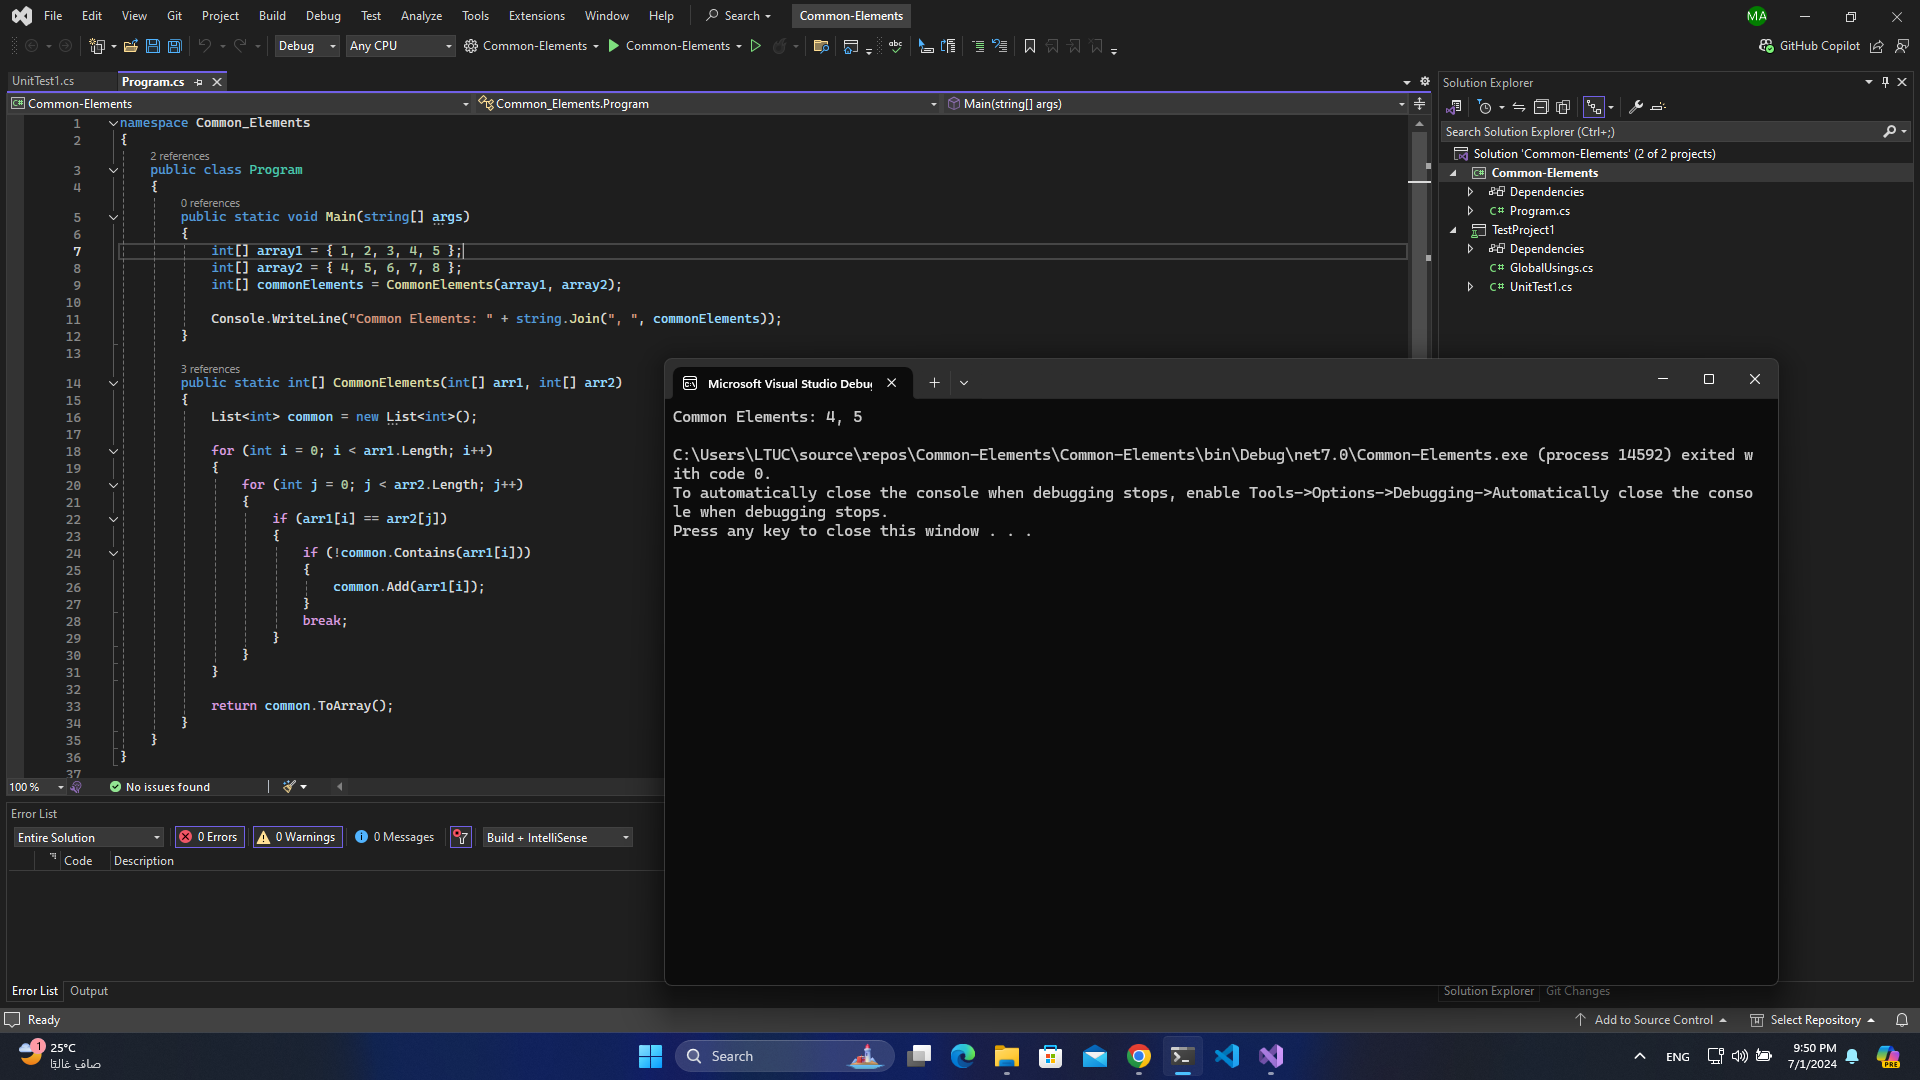 File Edit View Git Project Build Debug Test Analyze Tools Extensions Window Help Search Common-Elements MA
Debug Any CPU Common-Elements Common-Elements GitHub Copilot
UnitTest1.cs Program.cs
Common-Elements Common_Elements.Program Main(string[] args)
1 namespace Common_Elements
2 {
2 references
3 public class Program
4 {
0 references
5 public static void Main(string[] args)
6 {
7 int[] array1 = { 1, 2, 3, 4, 5 };
8 int[] array2 = { 4, 5, 6, 7, 8 };
9 int[] commonElements = CommonElements(array1, array2);
10
11 Console.WriteLine("Common Elements: " + string.Join(", ", commonElements));
12 }
13
3 references
14 public static int[] CommonElements(int[] arr1, int[] arr2)
15 {
16 List<int> common = new List<int>();
17
18 for (int i = 0; i < arr1.Length; i++)
19 {
20 for (int j = 0; j < arr2.Length; j++)
21 {
22 if (arr1[i] == arr2[j])
23 {
24 if (!common.Contains(arr1[i]))
25 {
26 common.Add(arr1[i]);
27 }
28 break;
29 }
30 }
31 }
32
33 return common.ToArray();
34 }
35 }
36 }
37
100 % No issues found
Error List
Entire Solution 0 Errors 0 Warnings 0 Messages Build + IntelliSense
Code Description
Error List Output
Microsoft Visual Studio Debu
Common Elements: 4, 5
C:\Users\LTUC\source\repos\Common-Elements\Common-Elements\bin\Debug\net7.0\Common-Elements.exe (process 14592) exited w
ith code 0.
To automatically close the console when debugging stops, enable Tools->Options->Debugging->Automatically close the conso
le when debugging stops.
Press any key to close this window . . .
Solution Explorer
Search Solution Explorer (Ctrl+;)
Solution 'Common-Elements' (2 of 2 projects)
Common-Elements
Dependencies
Program.cs
TestProject1
Dependencies
GlobalUsings.cs
UnitTest1.cs
Solution Explorer Git Changes
Ready Add to Source Control Select Repository
1 25°C
صافي غالبًا
Search
ENG
9:50 PM
7/1/2024
PRE